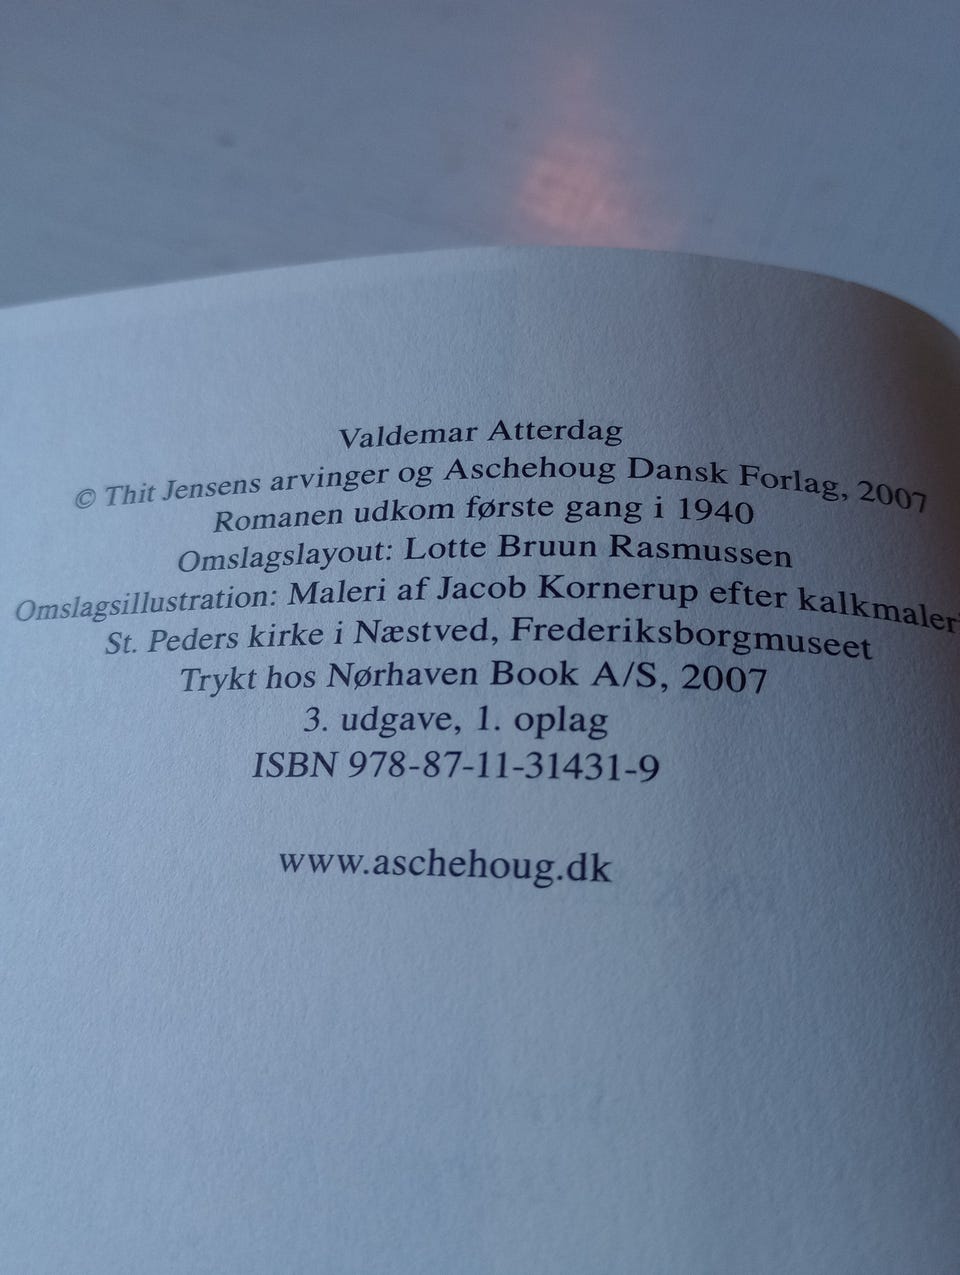 Valdemar Atterdag
© Thit Jensens arvinger og Aschehoug Dansk Forlag, 2007
Romanen udkom første gang i 1940
Omslagslayout: Lotte Bruun Rasmussen
Omslagsillustration: Maleri af Jacob Kornerup efter
St. Peders kirke i Næstved, Frederiksborgmuseet
Trykt hos Nørhaven Book A/S, 2007
3. udgave, 1. oplag
ISBN 978-87-11-31431-9
www.aschehoug.dk